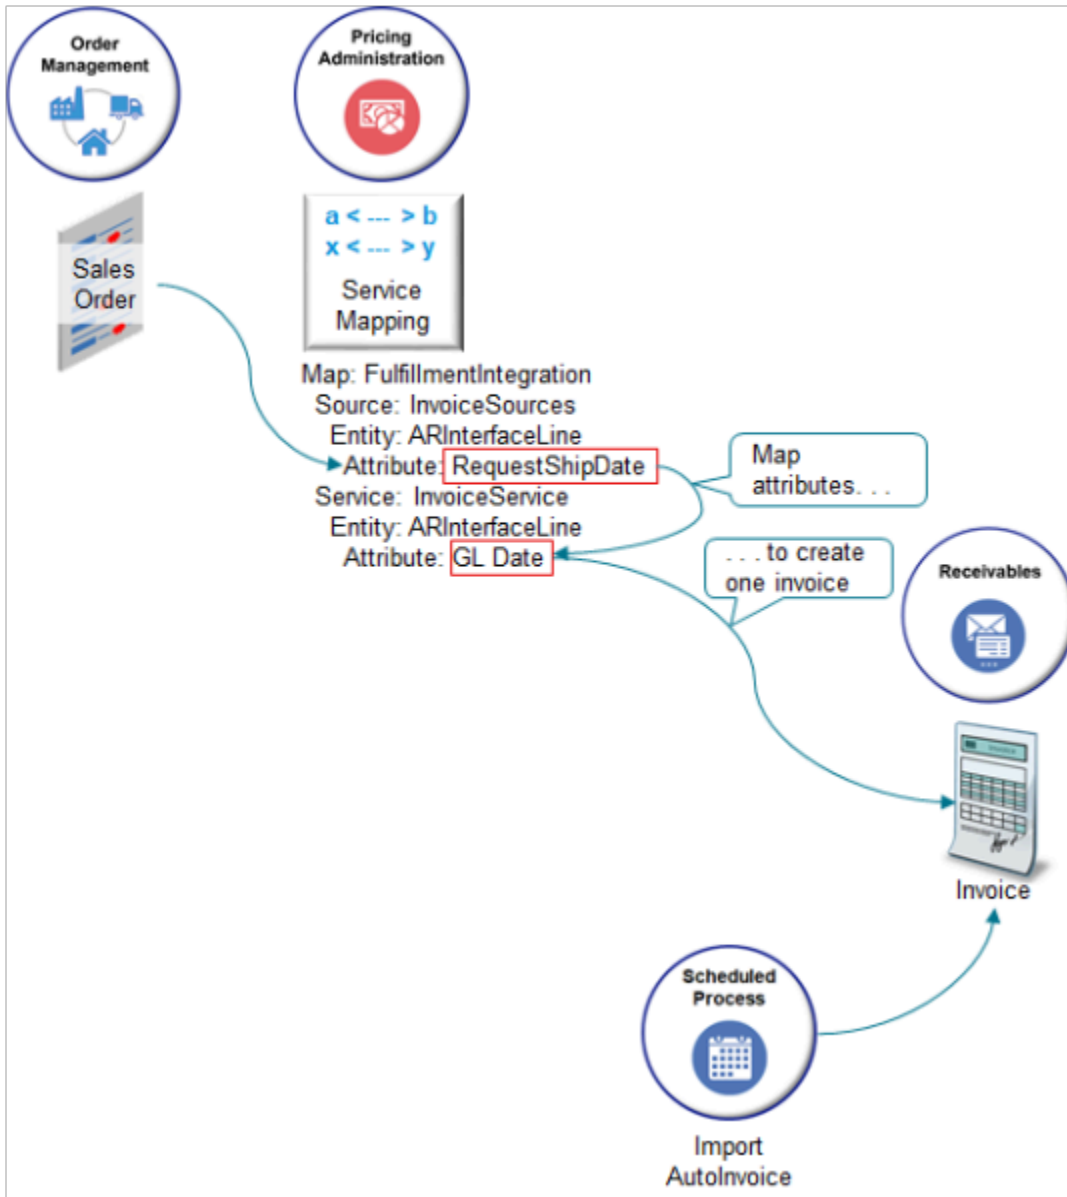 Order
Management
Pricing
Administration
a < --- > b
x < --- > y
Service
Mapping
Sales
Order
Map: FulfillmentIntegration
Source: InvoiceSources
Entity: ARInterfaceLine
Attribute: RequestShipDate
Service: InvoiceService
Entity: ARInterfaceLine
Attribute: GL Date
Map
attributes. . .
. . . to create
one invoice
Receivables
INVOICE
Invoice
Scheduled
Process
Import
AutoInvoice